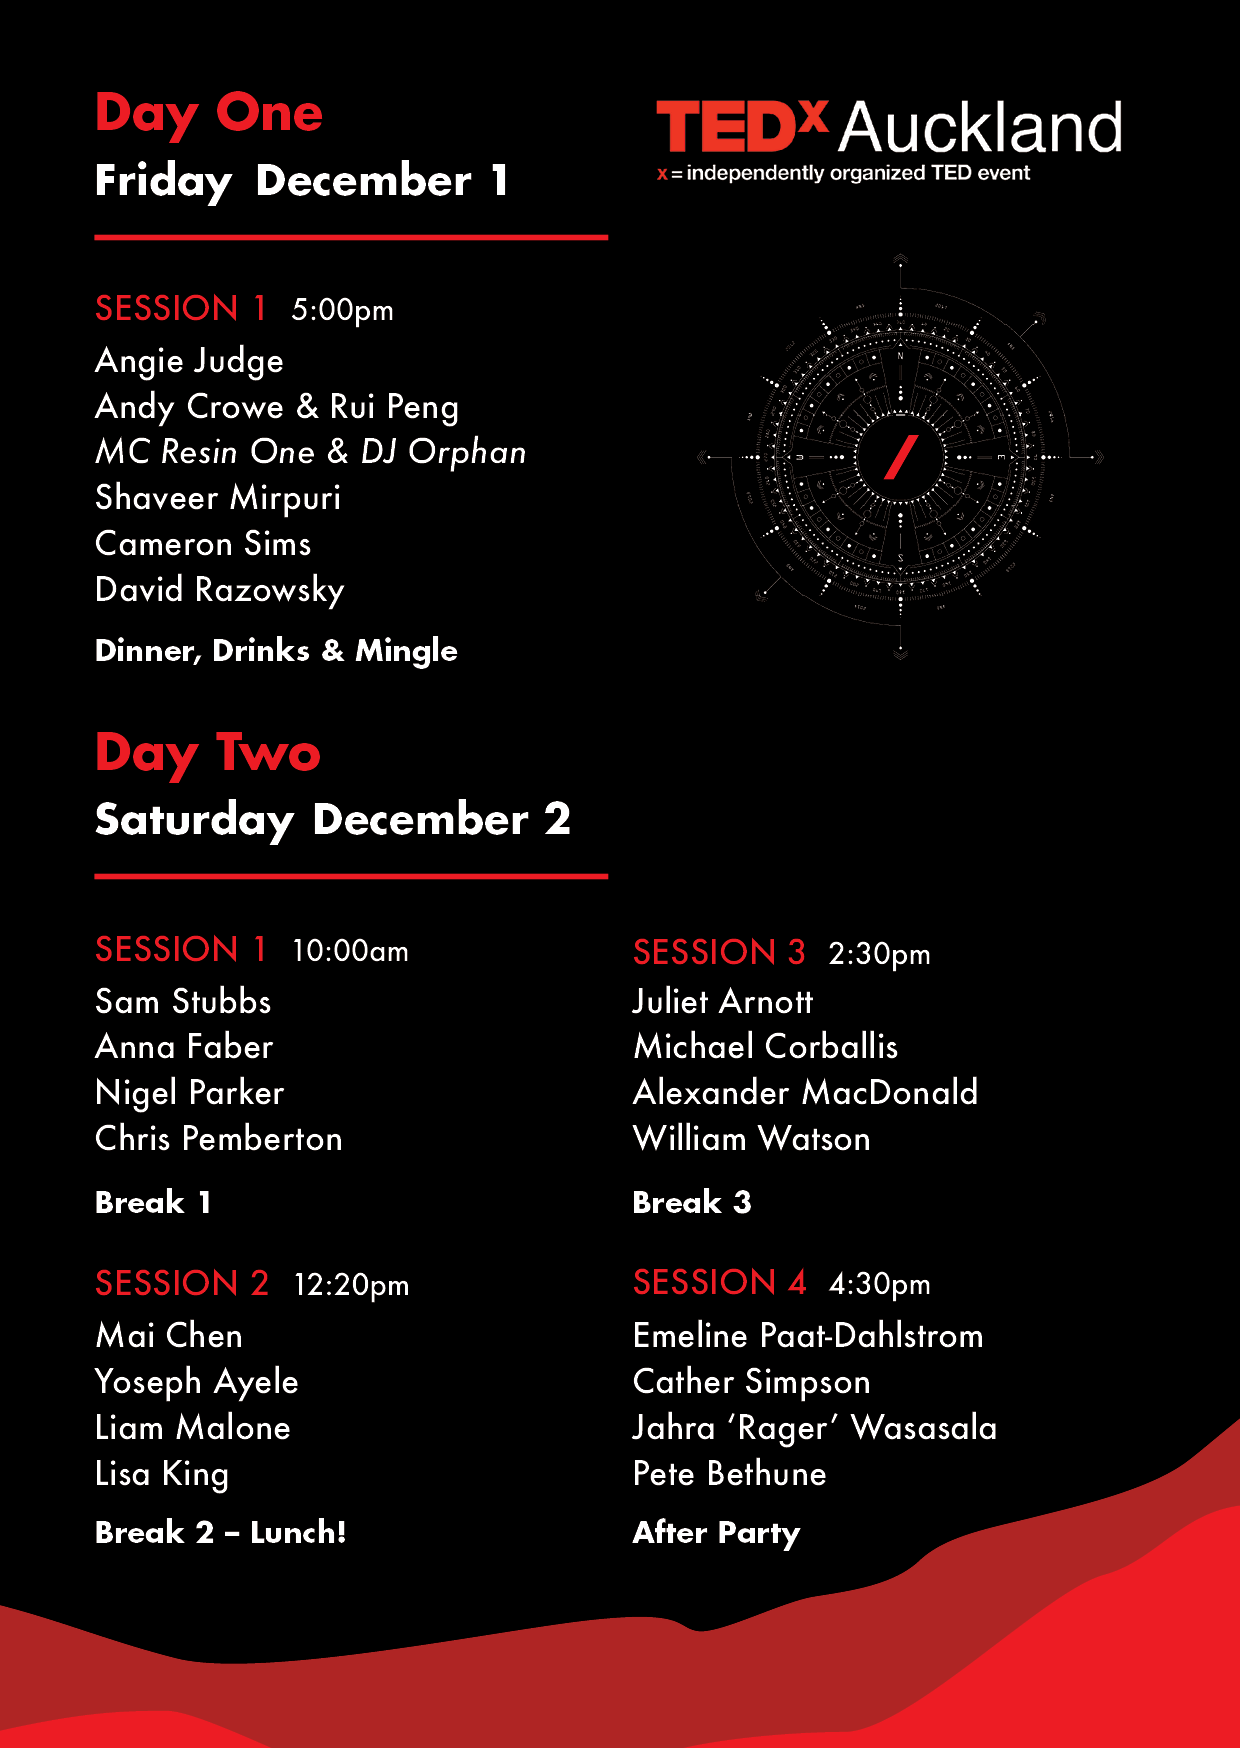 Day One
Friday December 1
TEDx Auckland
x = independently organized TED event
SESSION 1 5:00pm
Angie Judge
Andy Crowe & Rui Peng
MC Resin One & DJ Orphan
Shaveer Mirpuri
Cameron Sims
David Razowsky
Dinner, Drinks & Mingle
N
E
S
Day Two
Saturday December 2
SESSION 1 10:00am
Sam Stubbs
Anna Faber
Nigel Parker
Chris Pemberton
Break 1
SESSION 2 12:20pm
Mai Chen
Yoseph Ayele
Liam Malone
Lisa King
Break 2 – Lunch!
SESSION 3 2:30pm
Juliet Arnott
Michael Corballis
Alexander MacDonald
William Watson
Break 3
SESSION 4 4:30pm
Emeline Paat-Dahlstrom
Cather Simpson
Jahra ‘Rager’ Wasasala
Pete Bethune
After Party